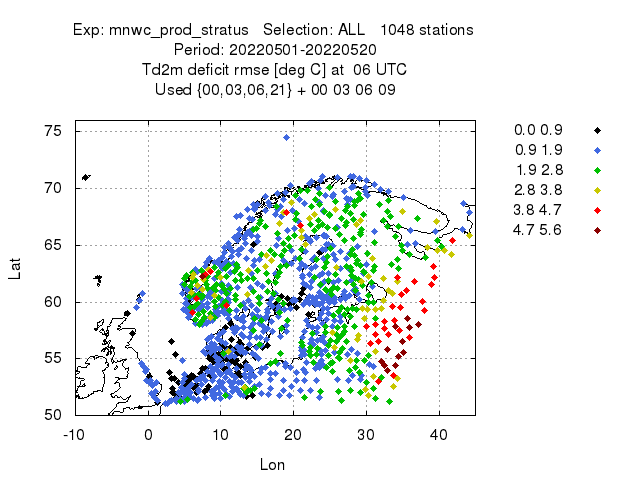 Exp: mnwc_prod_stratus   Selection: ALL   1048 stations
Period: 20220501-20220520
Td2m deficit rmse [deg C] at  06 UTC
Used {00,03,06,21} + 00 03 06 09
0.0 0.9
0.9 1.9
1.9 2.8
2.8 3.8
3.8 4.7
4.7 5.6
75
70
65
60
55
50
Lat
-10 0 10 20 30 40
Lon